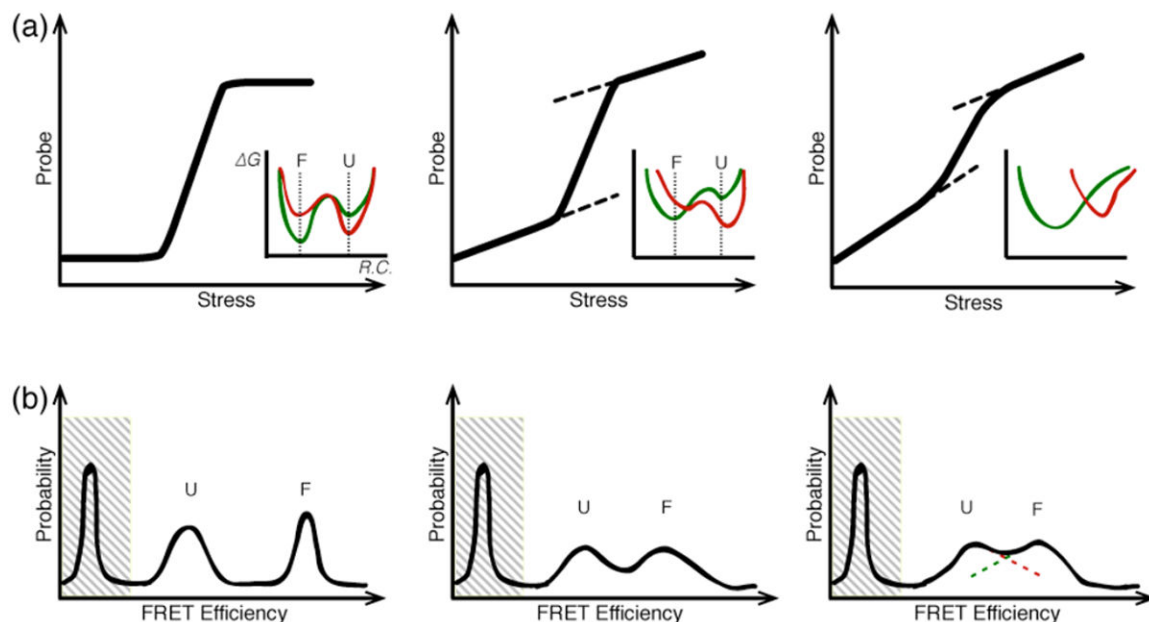 (a)
Probe
ΔG
F
U
R.C.
Stress
Probe
F
U
Stress
Probe
Stress
(b)
Probability
U
F
FRET Efficiency
Probability
U
F
FRET Efficiency
Probability
U
F
FRET Efficiency